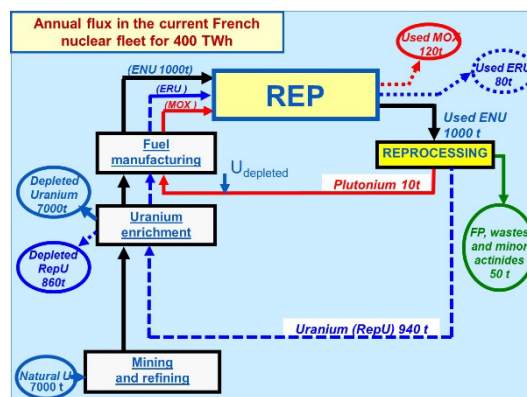 Annual flux in the current French
nuclear fleet for 400 TWh
(ENU 1000t)
(ERU )
(MOX )
REP
Used MOX
120t
Used ERU
80t
Used ENU
1000 t
Fuel
manufacturing
REPROCESSING
U depleted
Plutonium 10t
Depleted
Uranium
7000t
Uranium
enrichment
Depleted
RepU
860t
FP, wastes
and minor
actinides
50 t
Uranium (RepU) 940 t
Mining
and refining
Natural U
7000 t